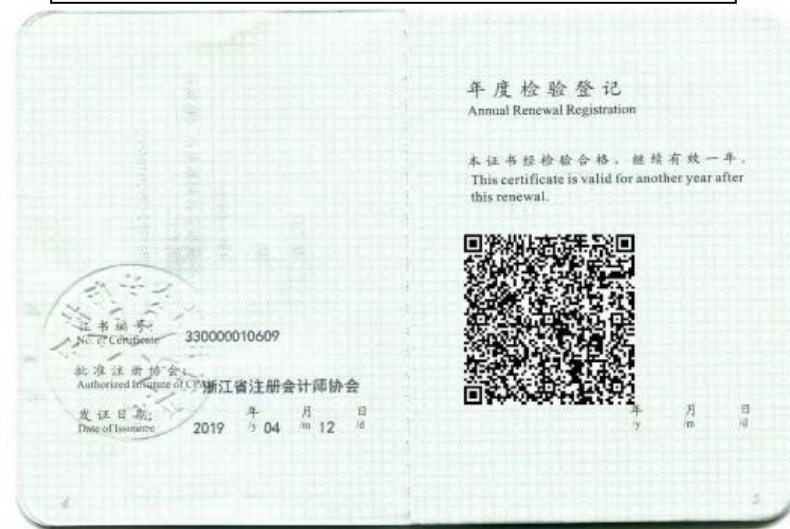 证书编号:
No. of Certificate
330000010609
批准注册协会:
Authorized Institute of CPAs
浙江省注册会计师协会
发证日期:
Date of Issuance
2019 年 04 月 12 日
/y /m /d
年度检验登记
Annual Renewal Registration
本证书经检验合格，继续有效一年。
This certificate is valid for another year after
this renewal.
年 月 日
/y /m /d